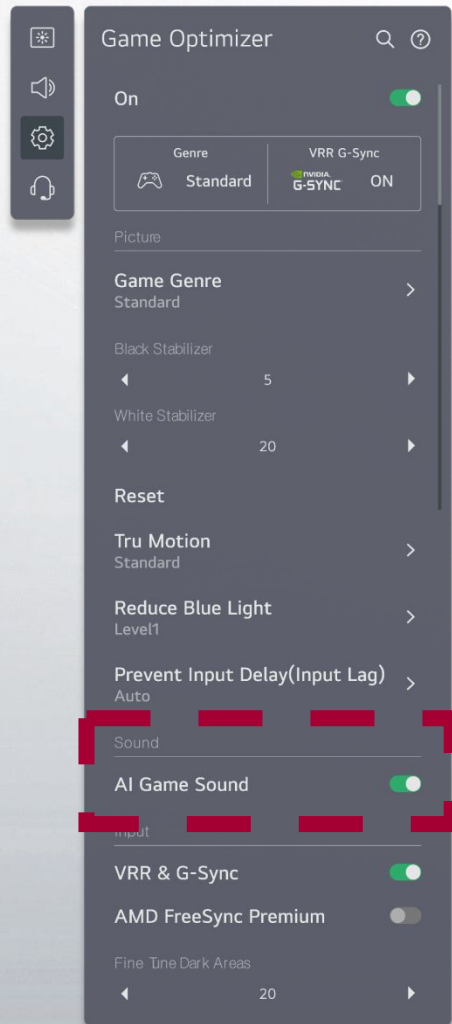 Game Optimizer
On
Genre
Standard
VRR G-Sync
NVIDIA.
G-SYNC
ON
Picture
Game Genre
Standard
Black Stabilizer
5
White Stabilizer
20
Reset
Tru Motion
Standard
Reduce Blue Light
Level1
Prevent Input Delay(Input Lag)
Auto
Sound
AI Game Sound
Input
VRR & G-Sync
AMD FreeSync Premium
Fine Tune Dark Areas
20